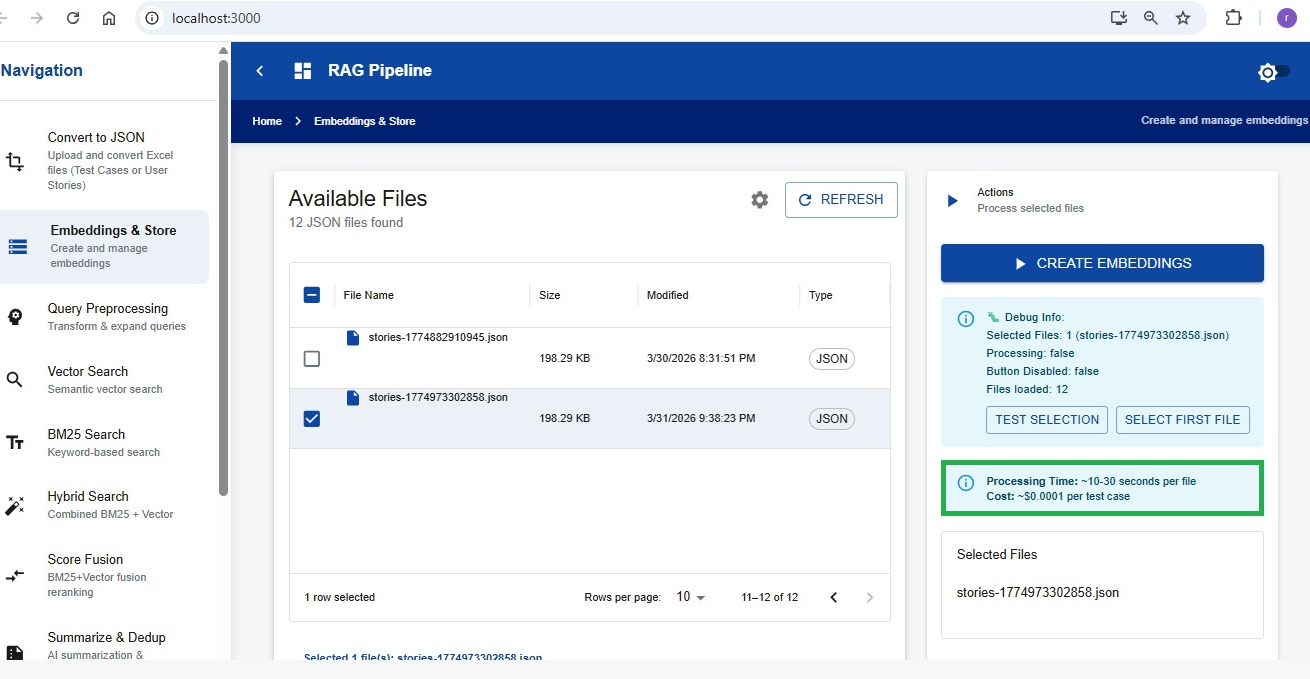 localhost:3000
r
Navigation
RAG Pipeline
Home
Embeddings & Store
Create and manage embeddings
Convert to JSON
Upload and convert Excel
files (Test Cases or User
Stories)
Embeddings & Store
Create and manage
embeddings
Query Preprocessing
Transform & expand queries
Vector Search
Semantic vector search
BM25 Search
Keyword-based search
Hybrid Search
Combined BM25 + Vector
Score Fusion
BM25+Vector fusion
reranking
Summarize & Dedup
AI summarization &
Available Files
12 JSON files found
REFRESH
File Name Size Modified Type
stories-1774882910945.json 198.29 KB 3/30/2026 8:31:51 PM JSON
stories-1774973302858.json 198.29 KB 3/31/2026 9:38:23 PM JSON
1 row selected Rows per page: 10 11–12 of 12
Selected 1 file(s): stories-1774973302858.json
Actions
Process selected files
CREATE EMBEDDINGS
Debug Info:
Selected Files: 1 (stories-1774973302858.json)
Processing: false
Button Disabled: false
Files loaded: 12
TEST SELECTION SELECT FIRST FILE
Processing Time: ~10-30 seconds per file
Cost: ~$0.0001 per test case
Selected Files
stories-1774973302858.json